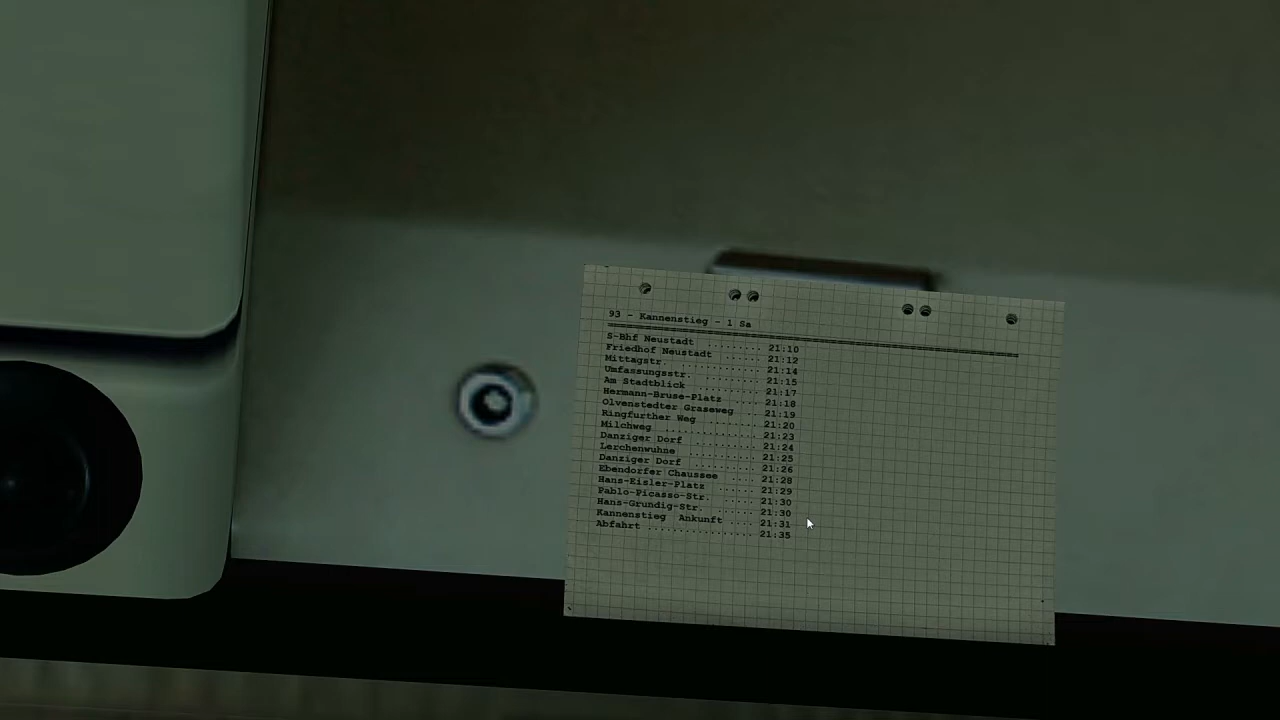 93 - Kannenstieg - 1 Sa
S-Bhf Neustadt ........ 21:10
Friedhof Neustadt ...... 21:12
Mittagstr. ............. 21:14
Umfassungsstr. ......... 21:15
Am Stadtblick .......... 21:17
Hermann-Bruse-Platz .... 21:18
Olvenstedter Graseweg .... 21:19
Ringfurther Weg ........ 21:20
Milchweg ............... 21:23
Danziger Dorf .......... 21:24
Lerchenwuhne ........... 21:25
Danziger Dorf .......... 21:26
Ebendorfer Chaussee .... 21:28
Hans-Eisler-Platz ...... 21:29
Pablo-Picasso-Str. ..... 21:30
Hans-Grundig-Str. ...... 21:30
Kannenstieg Ankunft .... 21:31
Abfahrt ................ 21:35